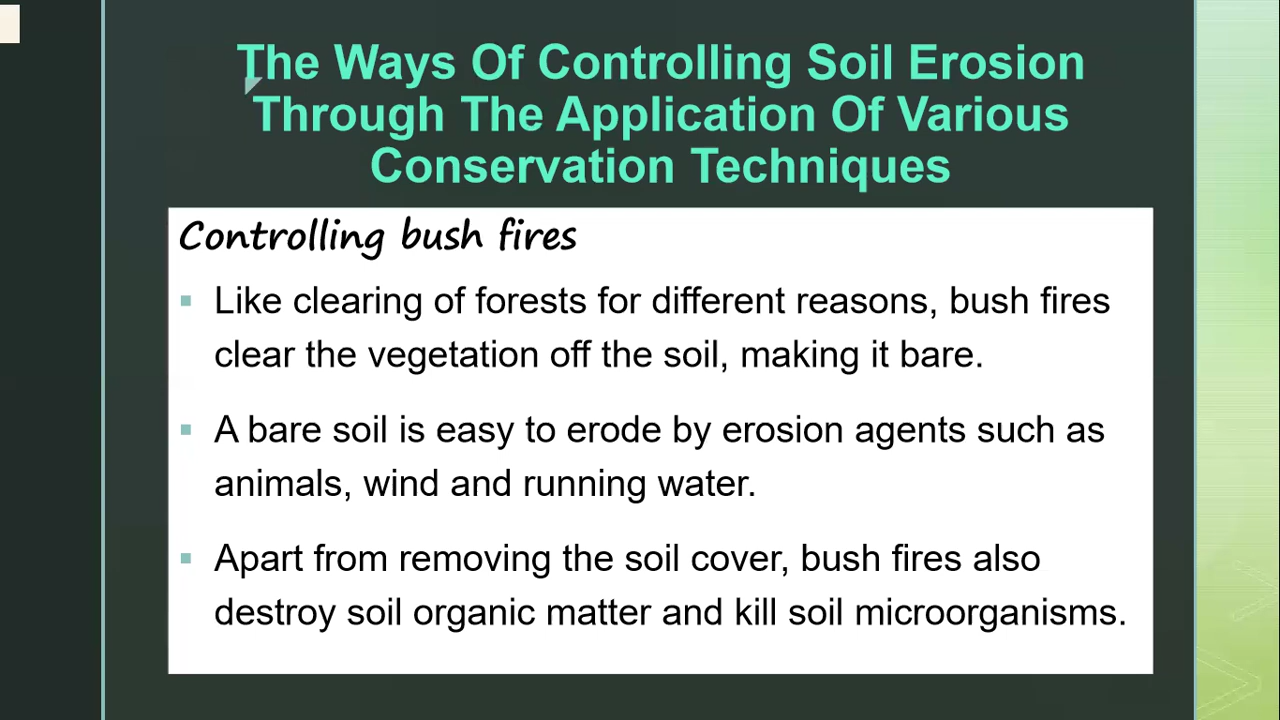 The Ways Of Controlling Soil Erosion
Through The Application Of Various
Conservation Techniques
Controlling bush fires
Like clearing of forests for different reasons, bush fires
clear the vegetation off the soil, making it bare.
A bare soil is easy to erode by erosion agents such as
animals, wind and running water.
Apart from removing the soil cover, bush fires also
destroy soil organic matter and kill soil microorganisms.